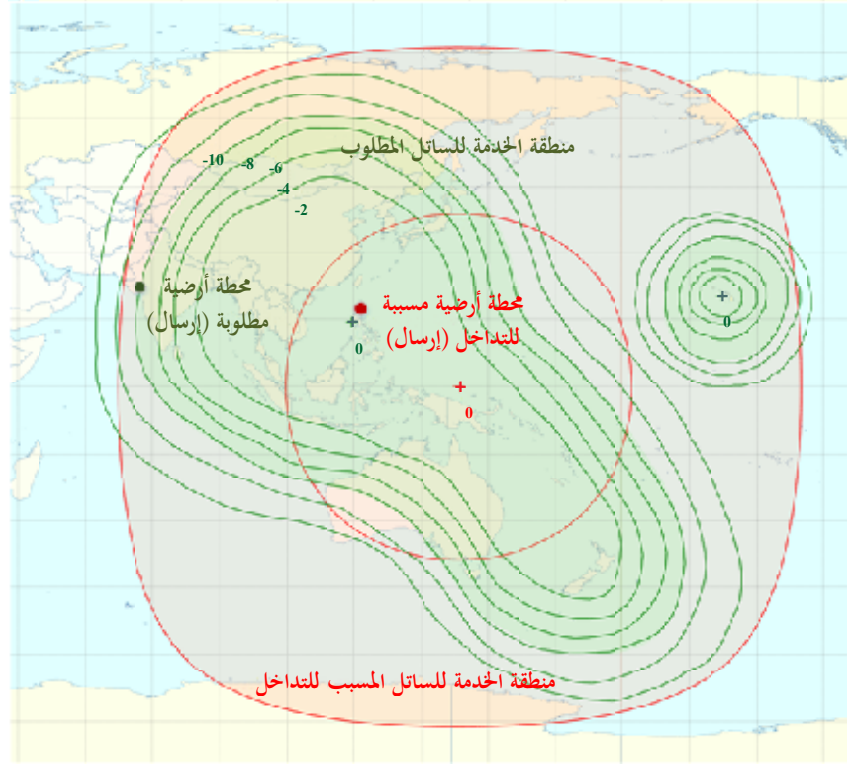 منطقة الخدمة للساتل المطلوب
-10
-8
-6
-4
-2
محطة أرضية
مطلوبة (إرسال)
محطة أرضية مسببة
للتداخل (إرسال)
0
0
0
منطقة الخدمة للساتل المسبب للتداخل